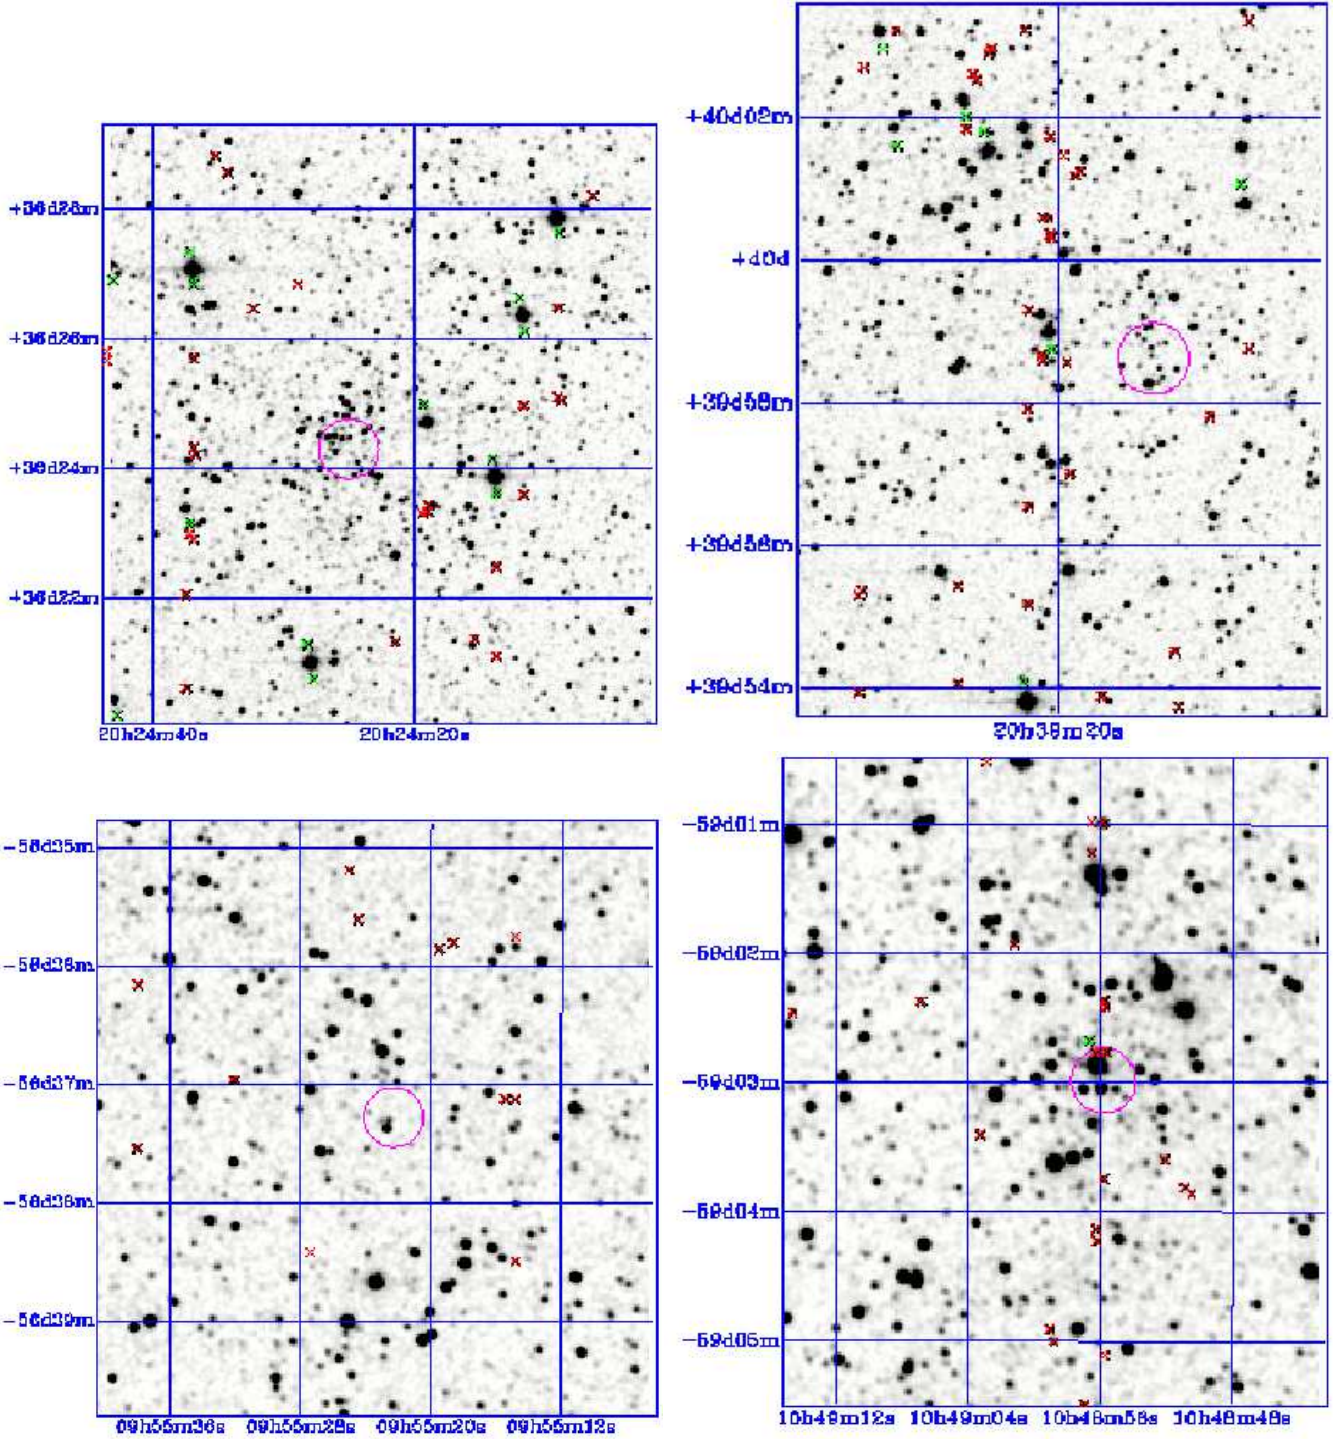 +36d28m
+36d26m
+36d24m
+36d22m
20h24m40s 20h24m20s
+40d02m
+40d
+39d58m
+39d56m
+39d54m
-56d35m
-56d36m
-56d37m
-56d38m
-56d39m
09h55m36s 09h55m28s 09h55m20s 09h55m12s
-59d01m
-59d02m
-59d03m
-59d04m
-59d05m
10h49m12s 10h49m04s 10h48m56s 10h48m48s